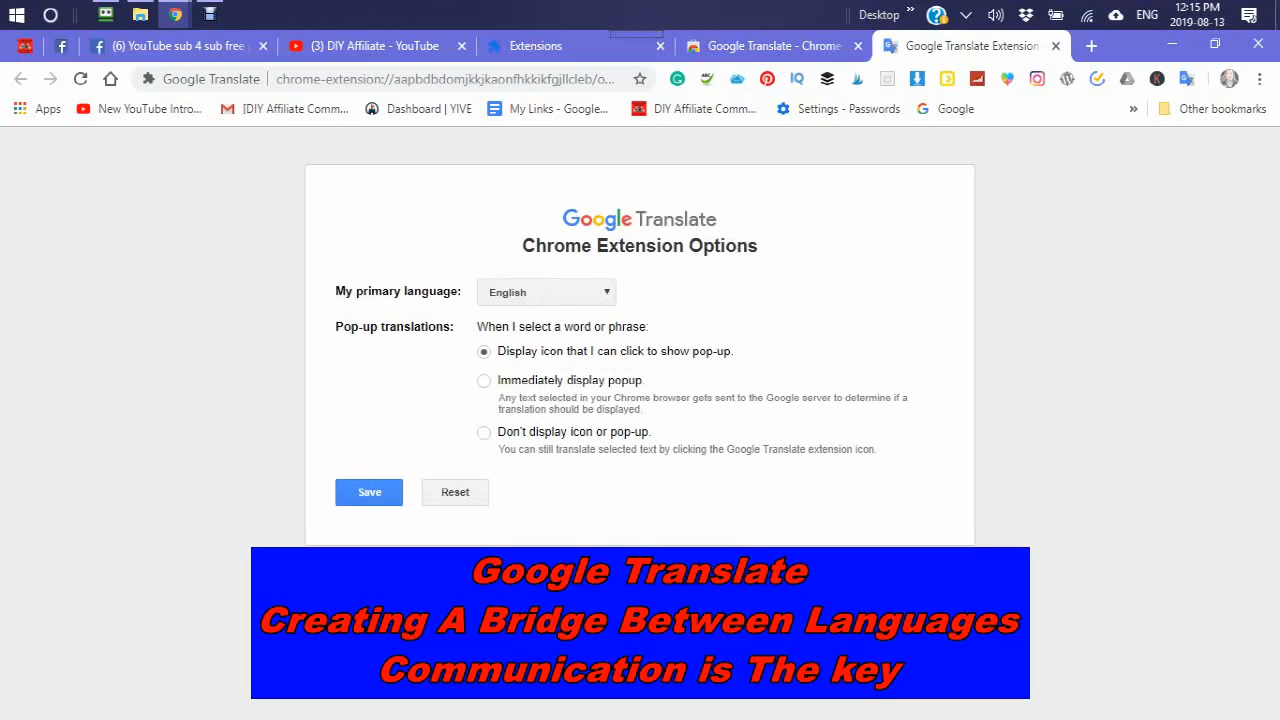 Desktop
»
ENG
12:15 PM
2019-08-13
(6) YouTube sub 4 sub free
(3) DIY Affiliate - YouTube
Extensions
Google Translate - Chrome
Google Translate Extension
Google Translate
chrome-extension://aapbdbdomjkkjkaonfhkkikfgjllcleb/o...
Apps
New YouTube Intro...
[DIY Affiliate Comm...
Dashboard | YIVE
My Links - Google...
DIY Affiliate Comm...
Settings - Passwords
Google
»
Other bookmarks
Google Translate
Chrome Extension Options
My primary language:
English
Pop-up translations:
When I select a word or phrase:
Display icon that I can click to show pop-up.
Immediately display popup.
Any text selected in your Chrome browser gets sent to the Google server to determine if a
translation should be displayed.
Don't display icon or pop-up.
You can still translate selected text by clicking the Google Translate extension icon.
Save
Reset
Google Translate
Creating A Bridge Between Languages
Communication is The key